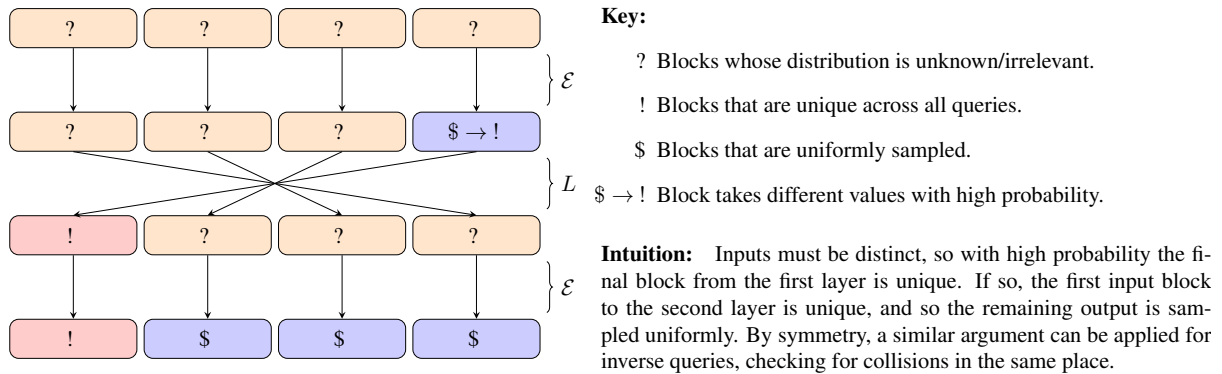 ? ? ? ?
ℰ
? ? ? $ → !
L
! ? ? ?
ℰ
! $ $ $
Key:
? Blocks whose distribution is unknown/irrelevant.
! Blocks that are unique across all queries.
$ Blocks that are uniformly sampled.
$ → ! Block takes different values with high probability.
Intuition: Inputs must be distinct, so with high probability the fi-
nal block from the first layer is unique. If so, the first input block
to the second layer is unique, and so the remaining output is sam-
pled uniformly. By symmetry, a similar argument can be applied for
inverse queries, checking for collisions in the same place.